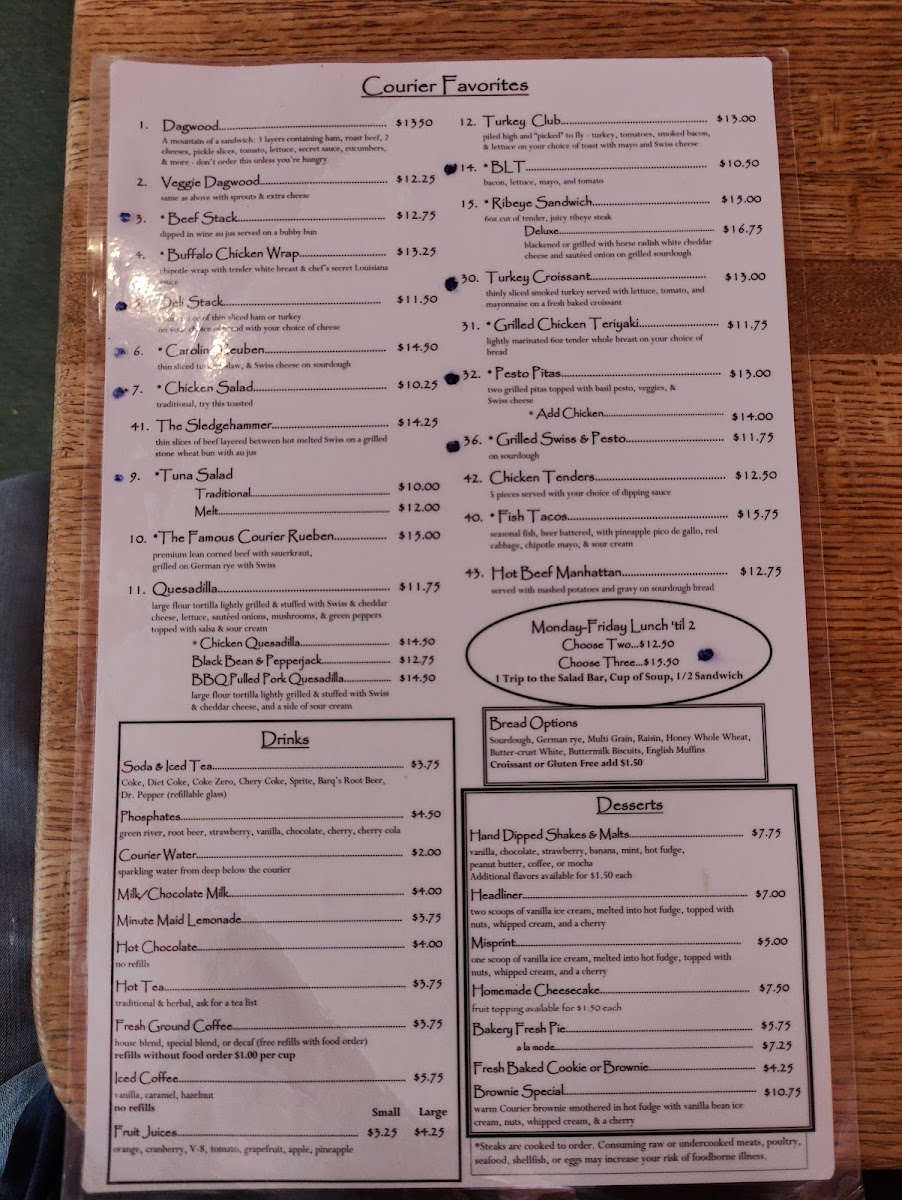 Courier Favorites
1. Dagwood $13.50
A mountain of a sandwich: 3 layers containing ham, roast beef, 2
cheeses, pickle slices, tomato, lettuce, secret sauce, cucumbers,
& more - don't order this unless you're hungry
2. Veggie Dagwood $12.25
same as above with sprouts & extra cheese
3. *Beef Stack $12.75
dipped in wine au jus served on a bubby bun
4. *Buffalo Chicken Wrap $13.25
chipotle wrap with tender white breast & chef's secret Louisiana
sauce
Deli Stack $11.50
of thin sliced ham or turkey
on your choice of bread with your choice of cheese
6. *Carolina Reuben $14.50
thin sliced slaw, & Swiss cheese on sourdough
7. *Chicken Salad $10.25
traditional, try this toasted
41. The Sledgehammer $14.25
thin slices of beef layered between hot melted Swiss on a grilled
stone wheat bun with au jus
9. *Tuna Salad
Traditional $10.00
Melt $12.00
10. *The Famous Courier Rueben $15.00
premium lean corned beef with sauerkraut,
grilled on German rye with Swiss
11. Quesadilla $11.75
large flour tortilla lightly grilled & stuffed with Swiss & cheddar
cheese, lettuce, sautéed onions, mushrooms, & green peppers
topped with salsa & sour cream
*Chicken Quesadilla $14.50
Black Bean & Pepperjack $12.75
BBQ Pulled Pork Quesadilla $14.50
large flour tortilla lightly grilled & stuffed with Swiss
& cheddar cheese, and a side of sour cream
12. Turkey Club $13.00
piled high and "picked" to fly - turkey, tomatoes, smoked bacon,
& lettuce on your choice of toast with mayo and Swiss cheese
14. *BLT $10.50
bacon, lettuce, mayo, and tomato
15. *Ribeye Sandwich $15.00
6oz cut of tender, juicy ribeye steak
Deluxe $16.75
blackened or grilled with horse radish white cheddar
cheese and sautéed onion on grilled sourdough
30. Turkey Croissant $13.00
thinly sliced smoked turkey served with lettuce, tomato, and
mayonnaise on a fresh baked croissant
31. *Grilled Chicken Teriyaki $11.75
lightly marinated 6oz tender whole breast on your choice of
bread
32. *Pesto Pitas $13.00
two grilled pitas topped with basil pesto, veggies, &
Swiss cheese
*Add Chicken $14.00
36. *Grilled Swiss & Pesto $11.75
on sourdough
42. Chicken Tenders $12.50
5 pieces served with your choice of dipping sauce
40. *Fish Tacos $15.75
seasonal fish, beer battered, with pineapple pico de gallo, red
cabbage, chipotle mayo, & sour cream
43. Hot Beef Manhattan $12.75
served with mashed potatoes and gravy on sourdough bread
Monday-Friday Lunch 'til 2
Choose Two...$12.50
Choose Three...$15.50
1 Trip to the Salad Bar, Cup of Soup, 1/2 Sandwich
Bread Options
Sourdough, German rye, Multi Grain, Raisin, Honey Whole Wheat,
Butter-crust White, Buttermilk Biscuits, English Muffins
Croissant or Gluten Free add $1.50
Drinks
Soda & Iced Tea $3.75
Coke, Diet Coke, Coke Zero, Chery Coke, Sprite, Barq's Root Beer,
Dr. Pepper (refillable glass)
Phosphates $4.50
green river, root beer, strawberry, vanilla, chocolate, cherry, cherry cola
Courier Water $2.00
sparkling water from deep below the courier
Milk/Chocolate Milk $4.00
Minute Maid Lemonade $3.75
Hot Chocolate $4.00
no refills
Hot Tea $3.75
traditional & herbal, ask for a tea list
Fresh Ground Coffee $3.75
house blend, special blend, or decaf (free refills with food order)
refills without food order $1.00 per cup
Iced Coffee $5.75
vanilla, caramel, hazelnut
no refills
Small Large
Fruit Juices $3.25 $4.25
orange, cranberry, V-8, tomato, grapefruit, apple, pineapple
Desserts
Hand Dipped Shakes & Malts $7.75
vanilla, chocolate, strawberry, banana, mint, hot fudge,
peanut butter, coffee, or mocha
Additional flavors available for $1.50 each
Headliner $7.00
two scoops of vanilla ice cream, melted into hot fudge, topped with
nuts, whipped cream, and a cherry
Misprint $5.00
one scoop of vanilla ice cream, melted into hot fudge, topped with
nuts, whipped cream, and a cherry
Homemade Cheesecake $7.50
fruit topping available for $1.50 each
Bakery Fresh Pie $5.75
a la mode $7.25
Fresh Baked Cookie or Brownie $4.25
Brownie Special $10.75
warm Courier brownie smothered in hot fudge with vanilla bean ice
cream, nuts, whipped cream, & a cherry
*Steaks are cooked to order. Consuming raw or undercooked meats, poultry,
seafood, shellfish, or eggs may increase your risk of foodborne illness.